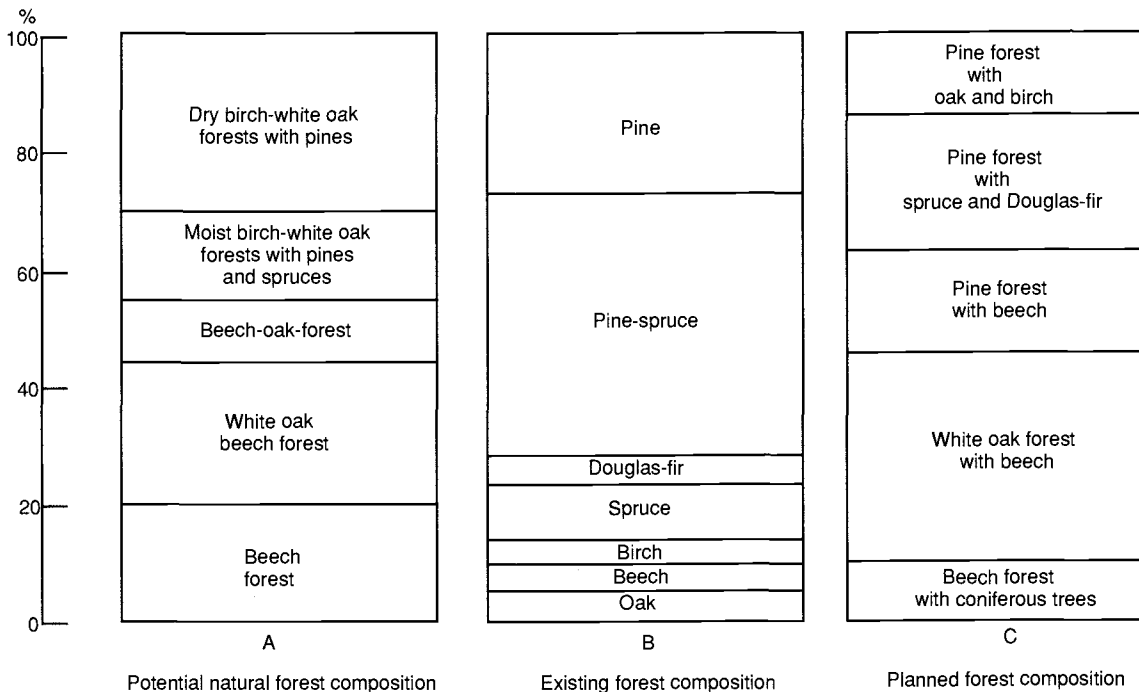 %
100
80
60
40
20
0
Dry birch-white oak
forests with pines
Moist birch-white oak
forests with pines
and spruces
Beech-oak-forest
White oak
beech forest
Beech
forest
A
Potential natural forest composition
Pine
Pine-spruce
Douglas-fir
Spruce
Birch
Beech
Oak
B
Existing forest composition
Pine forest
with
oak and birch
Pine forest
with
spruce and Douglas-fir
Pine forest
with beech
White oak forest
with beech
Beech forest
with coniferous trees
C
Planned forest composition